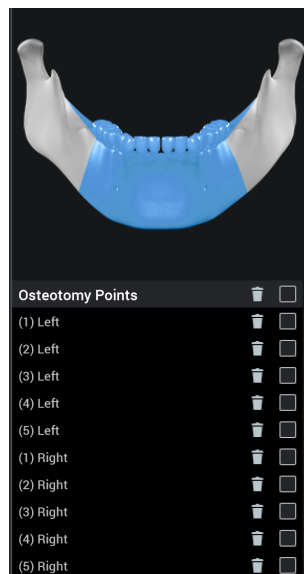 Osteotomy Points
(1) Left
(2) Left
(3) Left
(4) Left
(5) Left
(1) Right
(2) Right
(3) Right
(4) Right
(5) Right